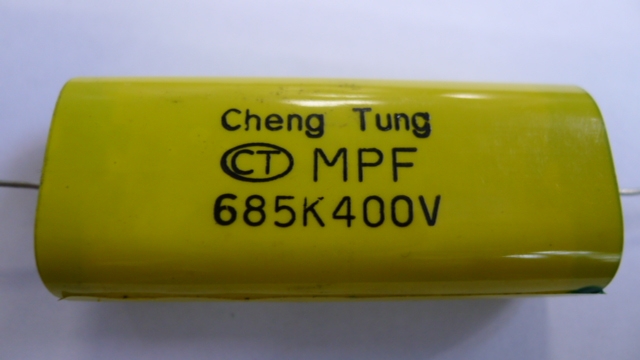 Cheng Tung
CT MPF
685K400V